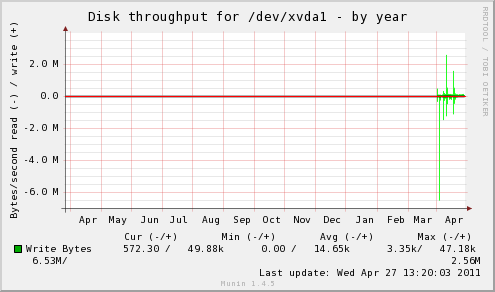 Disk throughput for /dev/xvda1 - by year
RRDTOOL / TOBI OETIKER
Bytes/second read (-) / write (+)
2.0 M
0.0
-2.0 M
-4.0 M
-6.0 M
Apr May Jun Jul Aug Sep Oct Nov Dec Jan Feb Mar Apr
Cur (-/+) Min (-/+) Avg (-/+) Max (-/+)
Write Bytes 572.30 / 49.88k 0.00 / 14.65k 3.35k/ 47.18k
6.53M/ 2.56M
Last update: Wed Apr 27 13:20:03 2011
Munin 1.4.5